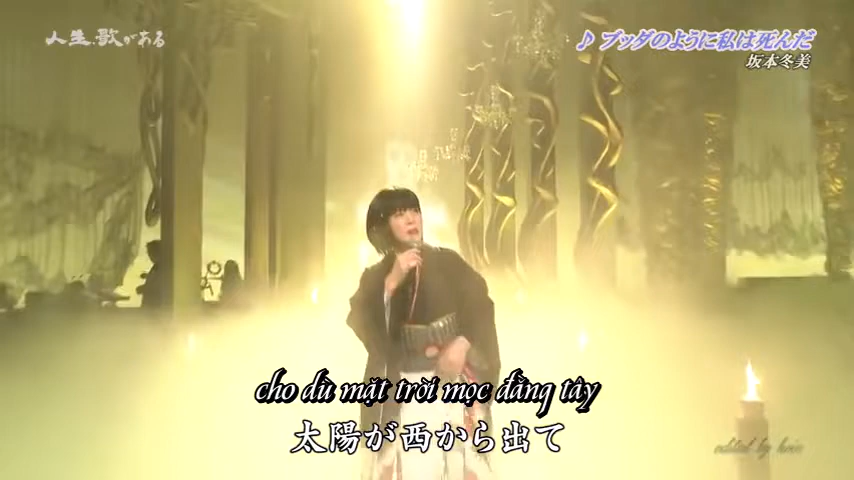 人生、歌がある
♪ ブッダのように私は死んだ
坂本冬美
cho dù mặt trời mọc đằng tây
太陽が西から出て
edited by kein